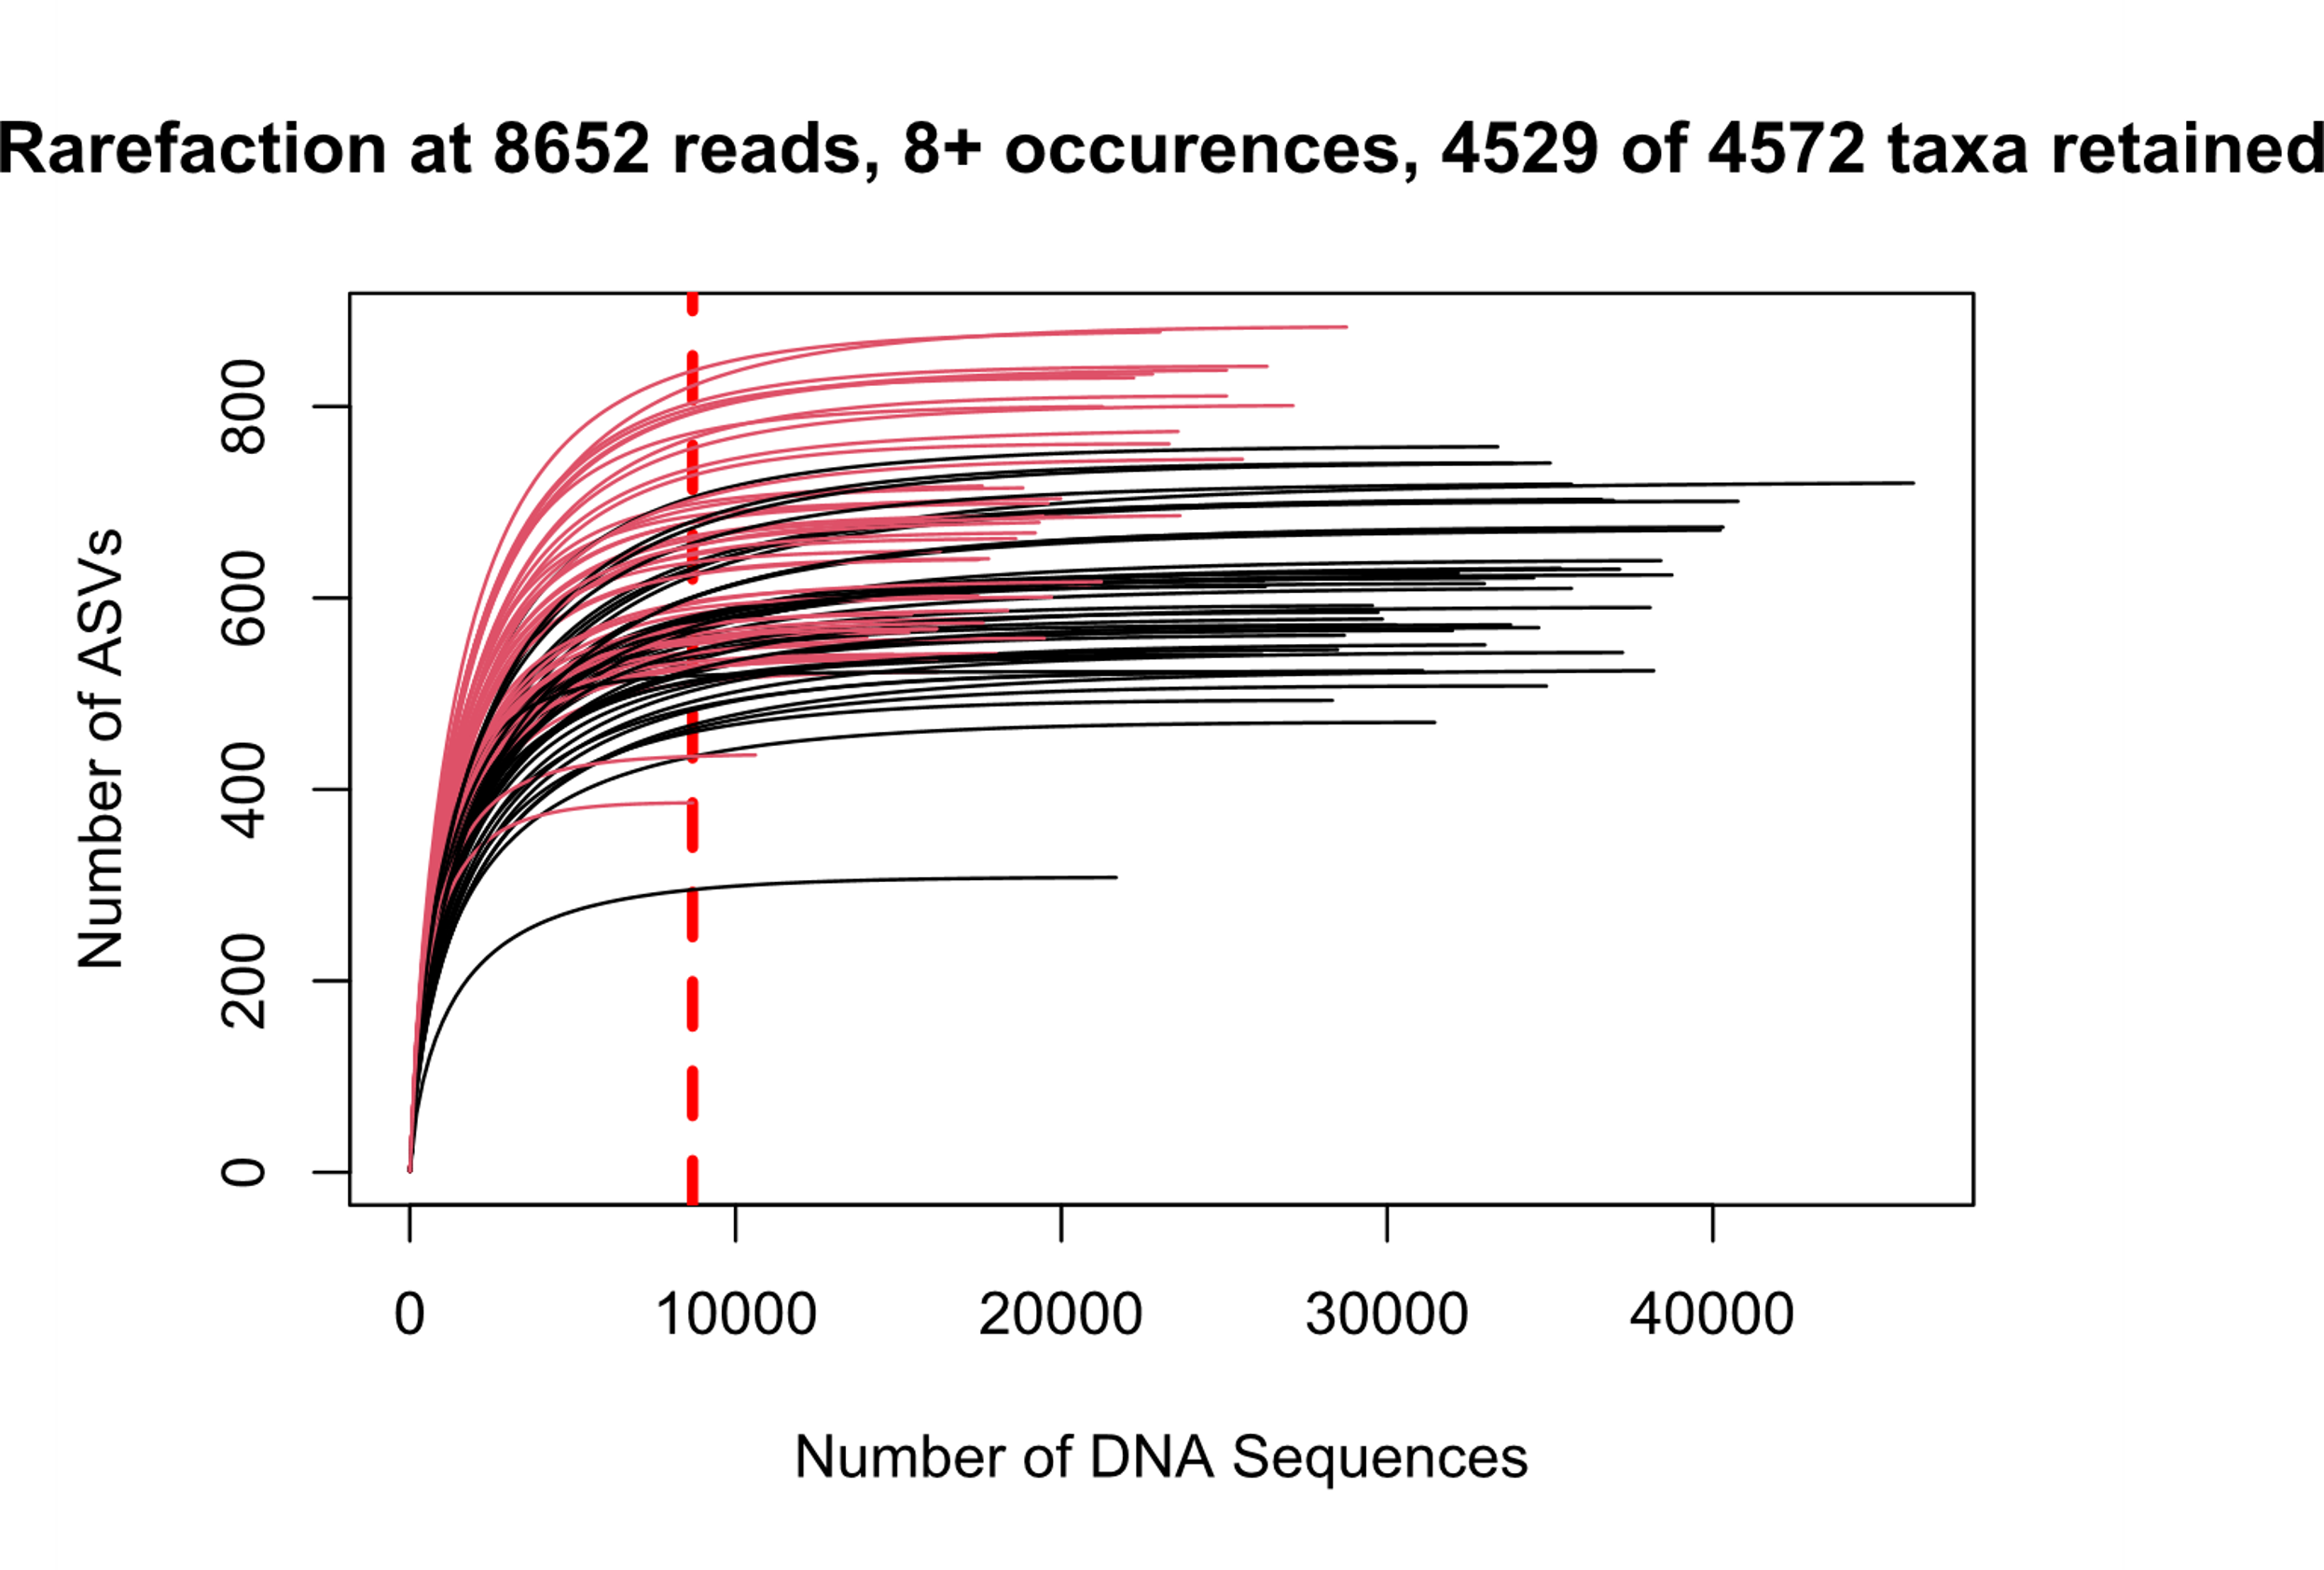 Rarefaction at 8652 reads, 8+ occurences, 4529 of 4572 taxa retained
Number of ASVs
800
600
400
200
0
0 10000 20000 30000 40000
Number of DNA Sequences